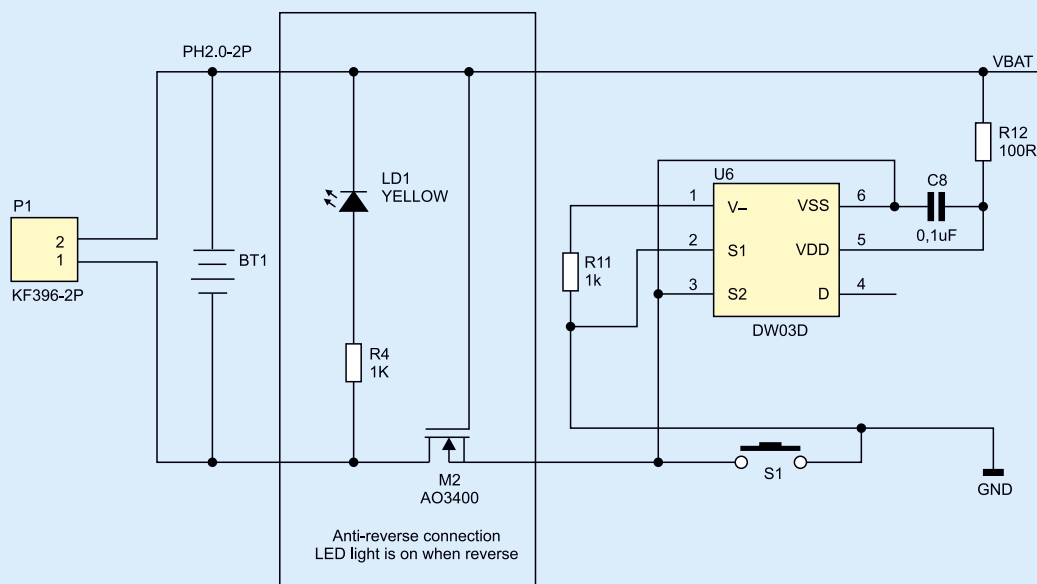 PH2.0-2P
VBAT
R12
100R
LD1
YELLOW
U6
C8
0,1uF
P1
2
1
KF396-2P
BT1
R11
1k
1
2
3
V–
S1
S2
VSS
VDD
D
6
5
4
DW03D
R4
1K
M2
AO3400
S1
GND
Anti-reverse connection
LED light is on when reverse